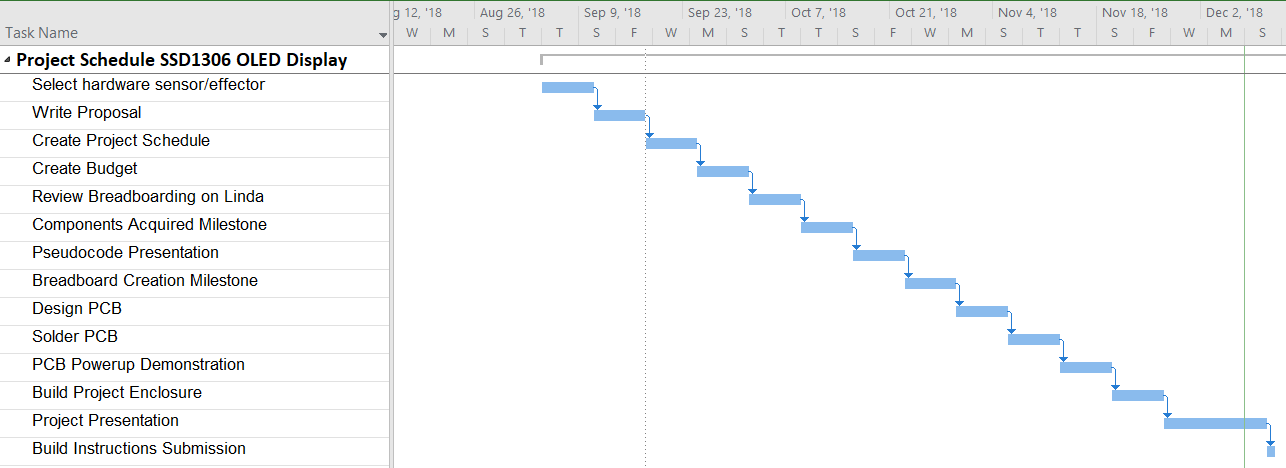 g 12, '18 Aug 26, '18 Sep 9, '18 Sep 23, '18 Oct 7, '18 Oct 21, '18 Nov 4, '18 Nov 18, '18 Dec 2, '18
Task Name W M S T S F W M S T T S F W M S T T S F W M S
Project Schedule SSD1306 OLED Display
Select hardware sensor/effector
Write Proposal
Create Project Schedule
Create Budget
Review Breadboarding on Linda
Components Acquired Milestone
Pseudocode Presentation
Breadboard Creation Milestone
Design PCB
Solder PCB
PCB Powerup Demonstration
Build Project Enclosure
Project Presentation
Build Instructions Submission